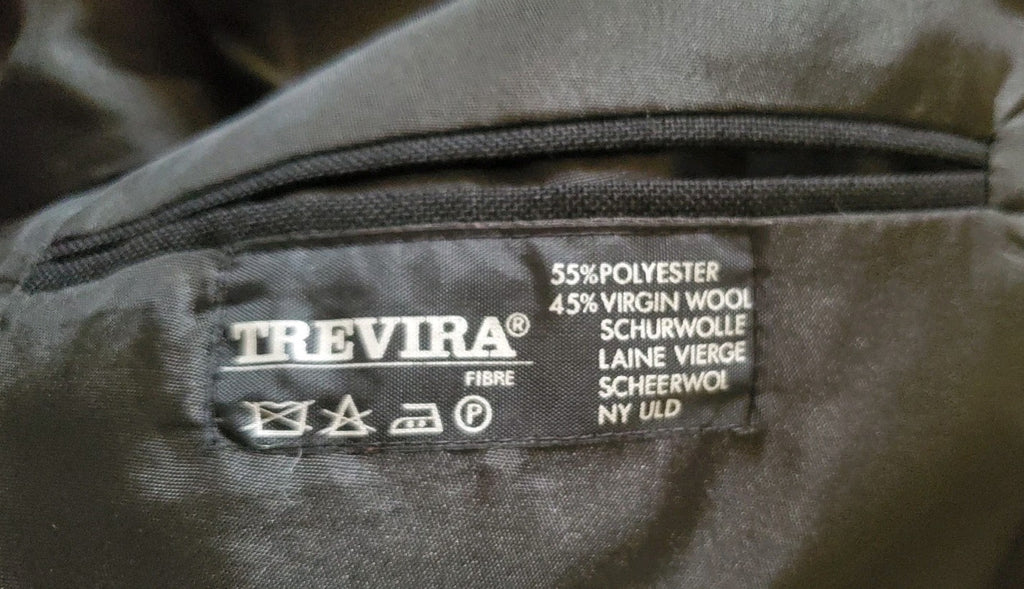 TREVIRA®
FIBRE
P
55% POLYESTER
45% VIRGIN WOOL
SCHURWOLLE
LAINE VIERGE
SCHEERWOL
NY ULD